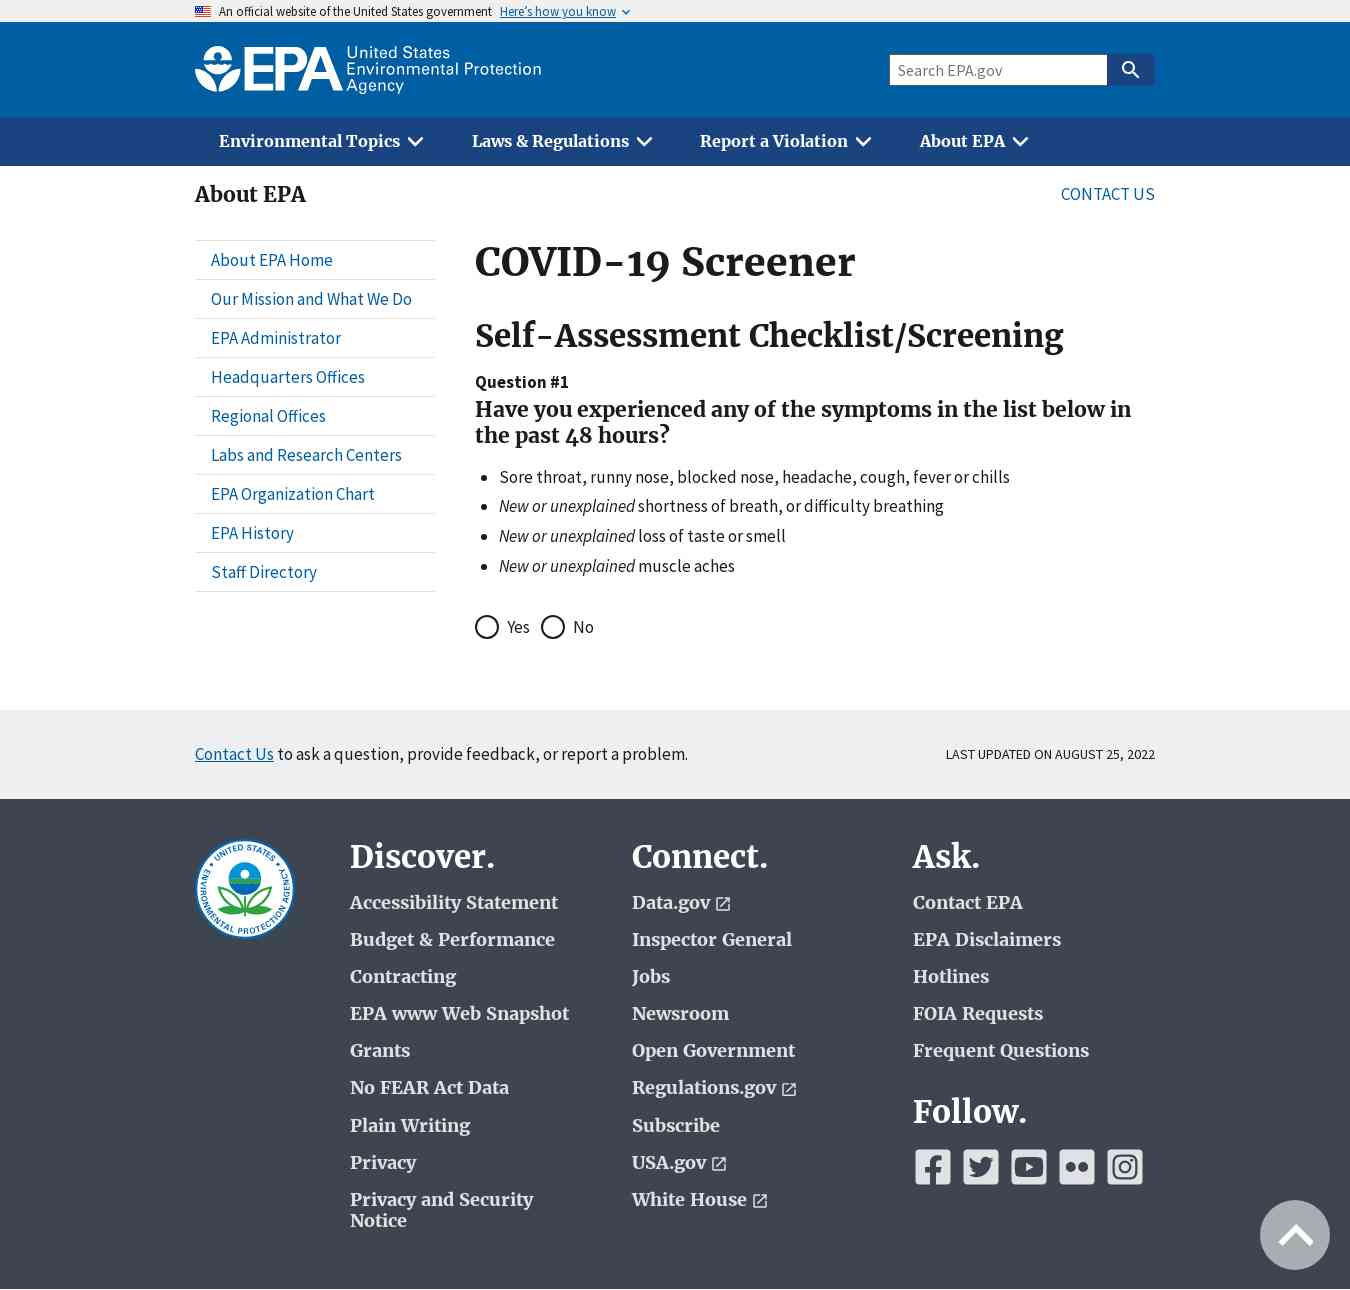 An official website of the United States government Here's how you know
EPA United States
Environmental Protection
Agency
Search EPA.gov
Environmental Topics Laws & Regulations Report a Violation About EPA
About EPA
CONTACT US
About EPA Home
Our Mission and What We Do
EPA Administrator
Headquarters Offices
Regional Offices
Labs and Research Centers
EPA Organization Chart
EPA History
Staff Directory
COVID-19 Screener
Self-Assessment Checklist/Screening
Question #1
Have you experienced any of the symptoms in the list below in
the past 48 hours?
Sore throat, runny nose, blocked nose, headache, cough, fever or chills
New or unexplained shortness of breath, or difficulty breathing
New or unexplained loss of taste or smell
New or unexplained muscle aches
Yes No
Contact Us to ask a question, provide feedback, or report a problem.
LAST UPDATED ON AUGUST 25, 2022
UNITED STATES
ENVIRONMENTAL PROTECTION AGENCY
Discover.
Accessibility Statement
Budget & Performance
Contracting
EPA www Web Snapshot
Grants
No FEAR Act Data
Plain Writing
Privacy
Privacy and Security
Notice
Connect.
Data.gov
Inspector General
Jobs
Newsroom
Open Government
Regulations.gov
Subscribe
USA.gov
White House
Ask.
Contact EPA
EPA Disclaimers
Hotlines
FOIA Requests
Frequent Questions
Follow.